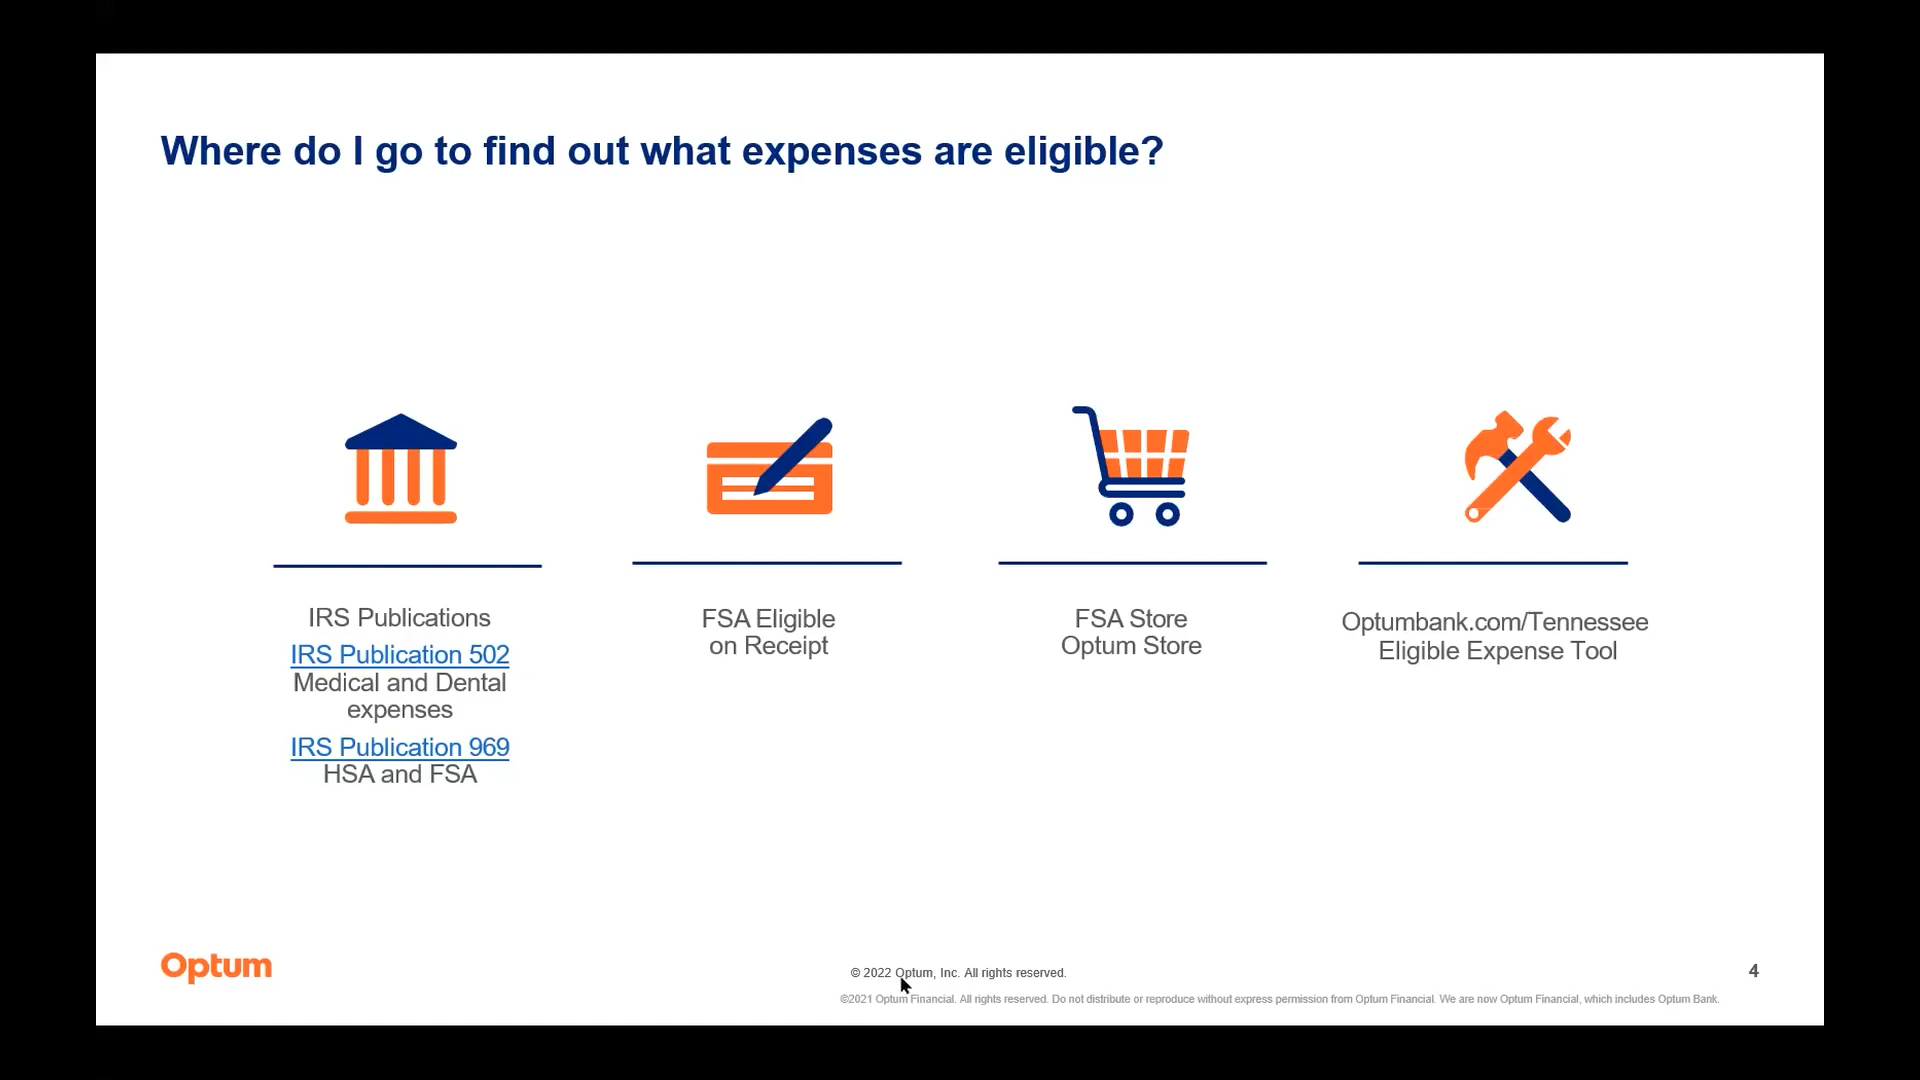 Where do I go to find out what expenses are eligible?
IRS Publications
IRS Publication 502
Medical and Dental
expenses
IRS Publication 969
HSA and FSA
FSA Eligible
on Receipt
FSA Store
Optum Store
Optumbank.com/Tennessee
Eligible Expense Tool
Optum
© 2022 Optum, Inc. All rights reserved.
4
©2021 Optum Financial. All rights reserved. Do not distribute or reproduce without express permission from Optum Financial. We are now Optum Financial, which includes Optum Bank.